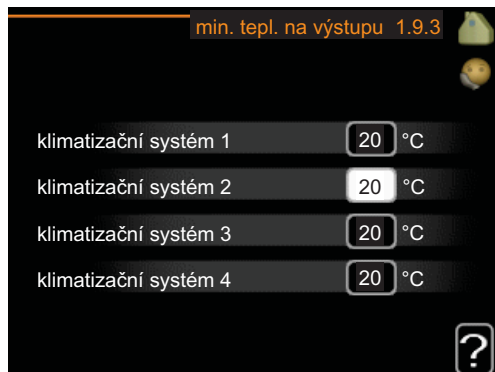 min. tepl. na výstupu 1.9.3
klimatizační systém 1 20 °C
klimatizační systém 2 20 °C
klimatizační systém 3 20 °C
klimatizační systém 4 20 °C
?